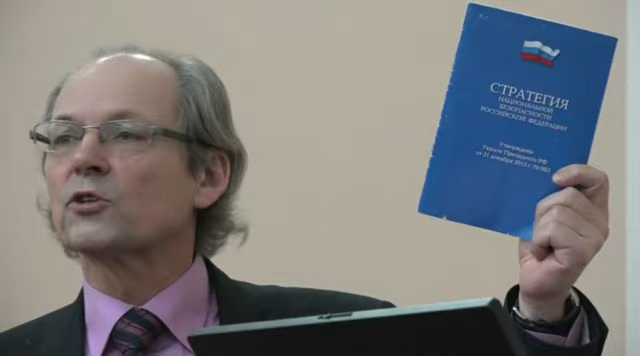 СТРАТЕГИЯ
НАЦИОНАЛЬНОЙ
БЕЗОПАСНОСТИ
РОССИЙСКОЙ ФЕДЕРАЦИИ
Утверждена
Указом Президента РФ
от 31 декабря 2015 г. № 683